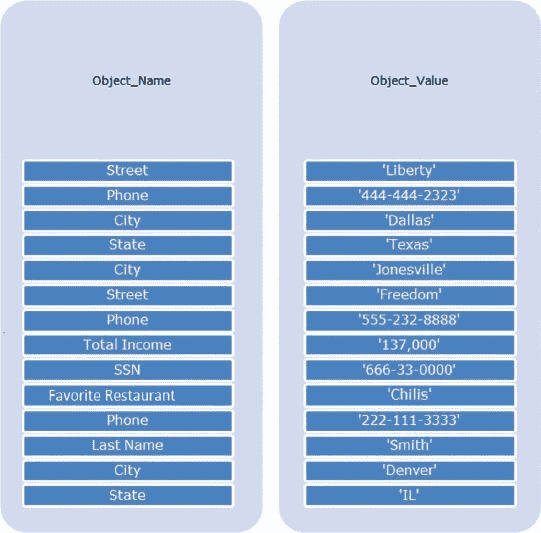 Object_Name Object_Value
Street 'Liberty'
Phone '444-444-2323'
City 'Dallas'
State 'Texas'
City 'Jonesville'
Street 'Freedom'
Phone '555-232-8888'
Total Income '137,000'
SSN '666-33-0000'
Favorite Restaurant 'Chilis'
Phone '222-111-3333'
Last Name 'Smith'
City 'Denver'
State 'IL'